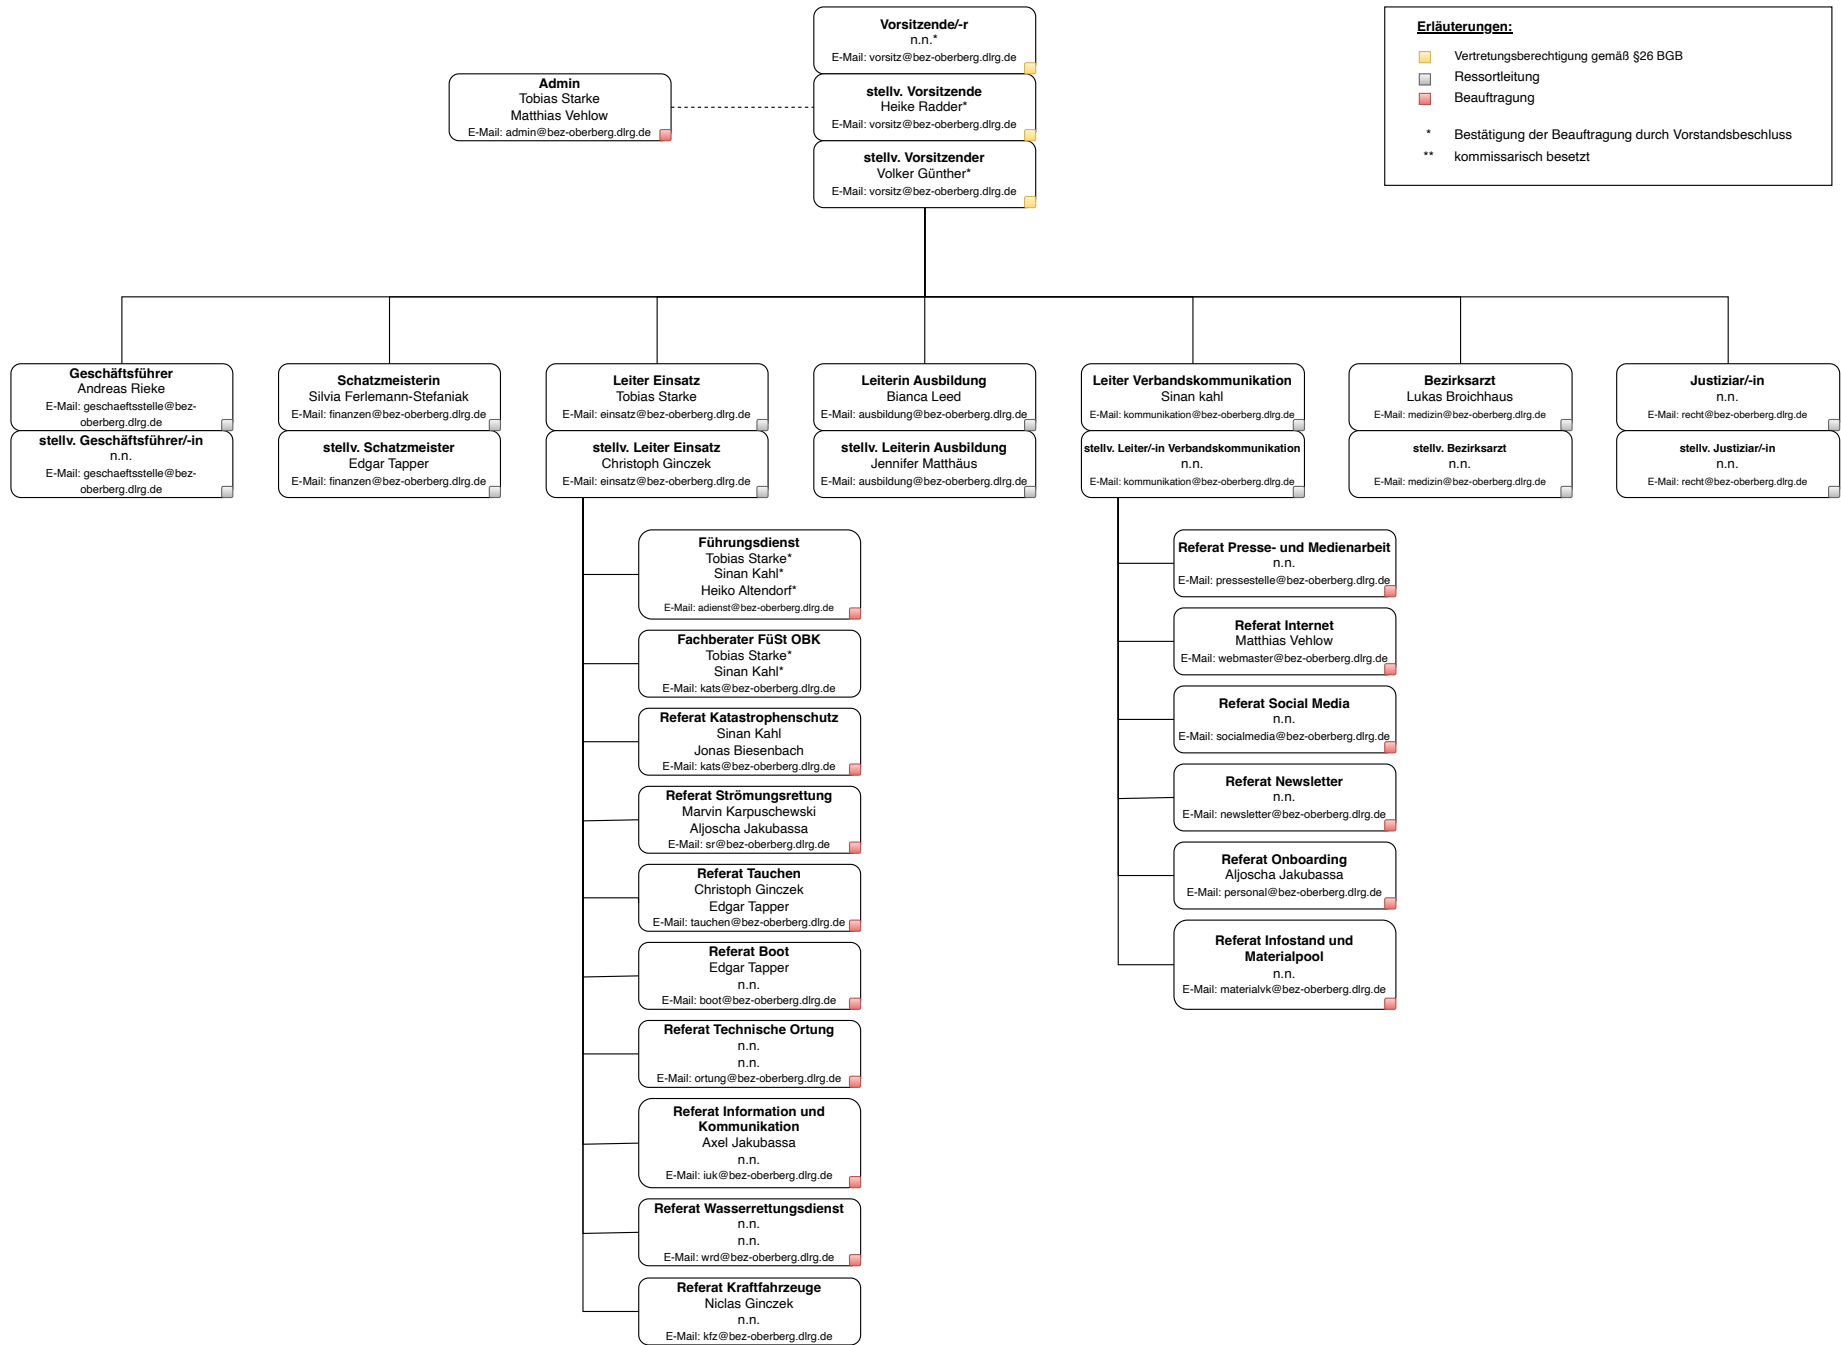 Vorsitzende/-r
n.n.*
E-Mail: vorsitz@bez-oberberg.dlrg.de
stellv. Vorsitzende
Heike Radder*
E-Mail: vorsitz@bez-oberberg.dlrg.de
stellv. Vorsitzender
Volker Günther*
E-Mail: vorsitz@bez-oberberg.dlrg.de
Admin
Tobias Starke
Matthias Vehlow
E-Mail: admin@bez-oberberg.dlrg.de
Erläuterungen:
Vertretungsberechtigung gemäß §26 BGB
Ressortleitung
Beauftragung
* Bestätigung der Beauftragung durch Vorstandsbeschluss
** kommissarisch besetzt
Geschäftsführer
Andreas Rieke
E-Mail: geschaeftsstelle@bez-
oberberg.dlrg.de
stellv. Geschäftsführer/-in
n.n.
E-Mail: geschaeftsstelle@bez-
oberberg.dlrg.de
Schatzmeisterin
Silvia Ferlemann-Stefaniak
E-Mail: finanzen@bez-oberberg.dlrg.de
stellv. Schatzmeister
Edgar Tapper
E-Mail: finanzen@bez-oberberg.dlrg.de
Leiter Einsatz
Tobias Starke
E-Mail: einsatz@bez-oberberg.dlrg.de
stellv. Leiter Einsatz
Christoph Ginczek
E-Mail: einsatz@bez-oberberg.dlrg.de
Leiterin Ausbildung
Bianca Leed
E-Mail: ausbildung@bez-oberberg.dlrg.de
stellv. Leiterin Ausbildung
Jennifer Matthäus
E-Mail: ausbildung@bez-oberberg.dlrg.de
Leiter Verbandskommunikation
Sinan kahl
E-Mail: kommunikation@bez-oberberg.dlrg.de
stellv. Leiter/-in Verbandskommunikation
n.n.
E-Mail: kommunikation@bez-oberberg.dlrg.de
Bezirksarzt
Lukas Broichhaus
E-Mail: medizin@bez-oberberg.dlrg.de
stellv. Bezirksarzt
n.n.
E-Mail: medizin@bez-oberberg.dlrg.de
Justiziar/-in
n.n.
E-Mail: recht@bez-oberberg.dlrg.de
stellv. Justiziar/-in
n.n.
E-Mail: recht@bez-oberberg.dlrg.de
Führungsdienst
Tobias Starke*
Sinan Kahl*
Heiko Altendorf*
E-Mail: adienst@bez-oberberg.dlrg.de
Fachberater FüSt OBK
Tobias Starke*
Sinan Kahl*
E-Mail: kats@bez-oberberg.dlrg.de
Referat Katastrophenschutz
Sinan Kahl
Jonas Biesenbach
E-Mail: kats@bez-oberberg.dlrg.de
Referat Strömungsrettung
Marvin Karpuschewski
Aljoscha Jakubassa
E-Mail: sr@bez-oberberg.dlrg.de
Referat Tauchen
Christoph Ginczek
Edgar Tapper
E-Mail: tauchen@bez-oberberg.dlrg.de
Referat Boot
Edgar Tapper
n.n.
E-Mail: boot@bez-oberberg.dlrg.de
Referat Technische Ortung
n.n.
n.n.
E-Mail: ortung@bez-oberberg.dlrg.de
Referat Information und
Kommunikation
Axel Jakubassa
n.n.
E-Mail: iuk@bez-oberberg.dlrg.de
Referat Wasserrettungsdienst
n.n.
n.n.
E-Mail: wrd@bez-oberberg.dlrg.de
Referat Kraftfahrzeuge
Niclas Ginczek
n.n.
E-Mail: kfz@bez-oberberg.dlrg.de
Referat Presse- und Medienarbeit
n.n.
E-Mail: pressestelle@bez-oberberg.dlrg.de
Referat Internet
Matthias Vehlow
E-Mail: webmaster@bez-oberberg.dlrg.de
Referat Social Media
n.n.
E-Mail: socialmedia@bez-oberberg.dlrg.de
Referat Newsletter
n.n.
E-Mail: newsletter@bez-oberberg.dlrg.de
Referat Onboarding
Aljoscha Jakubassa
E-Mail: personal@bez-oberberg.dlrg.de
Referat Infostand und
Materialpool
n.n.
E-Mail: materialvk@bez-oberberg.dlrg.de